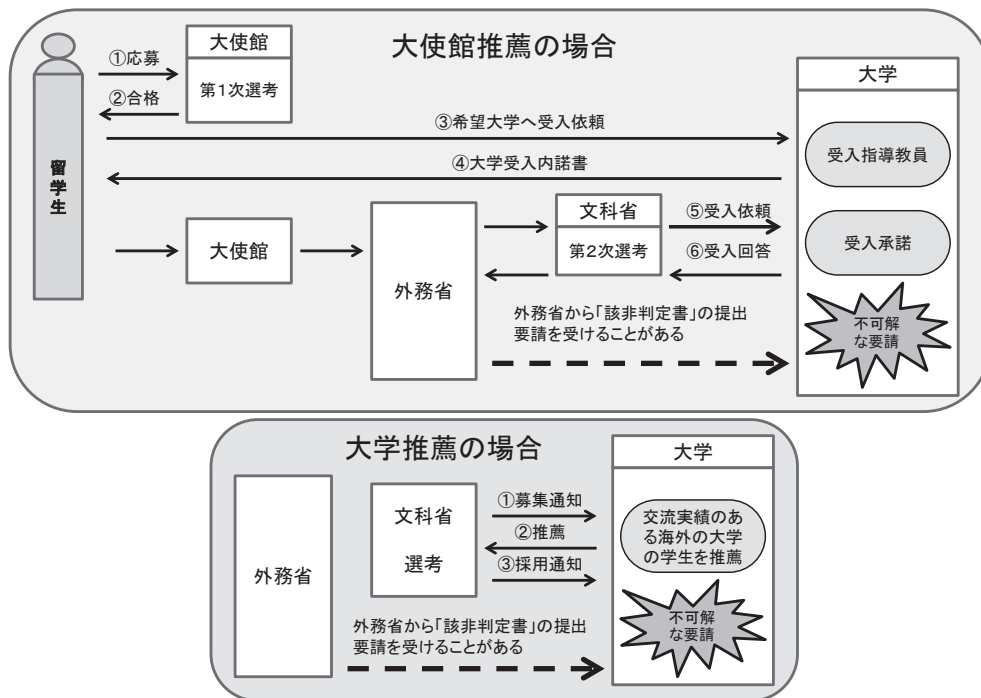 大使館推薦の場合
大使館
第1次選考
①応募
②合格
留学生
③希望大学へ受入依頼
④大学受入内諾書
大学
受入指導教員
大使館
外務省
文科省
第2次選考
⑤受入依頼
⑥受入回答
受入承諾
外務省から「該非判定書」の提出
要請を受けることがある
不可解
な要請
大学推薦の場合
外務省
文科省
選考
①募集通知
②推薦
③採用通知
大学
交流実績のあ
る海外の大学
の学生を推薦
外務省から「該非判定書」の提出
要請を受けることがある
不可解
な要請